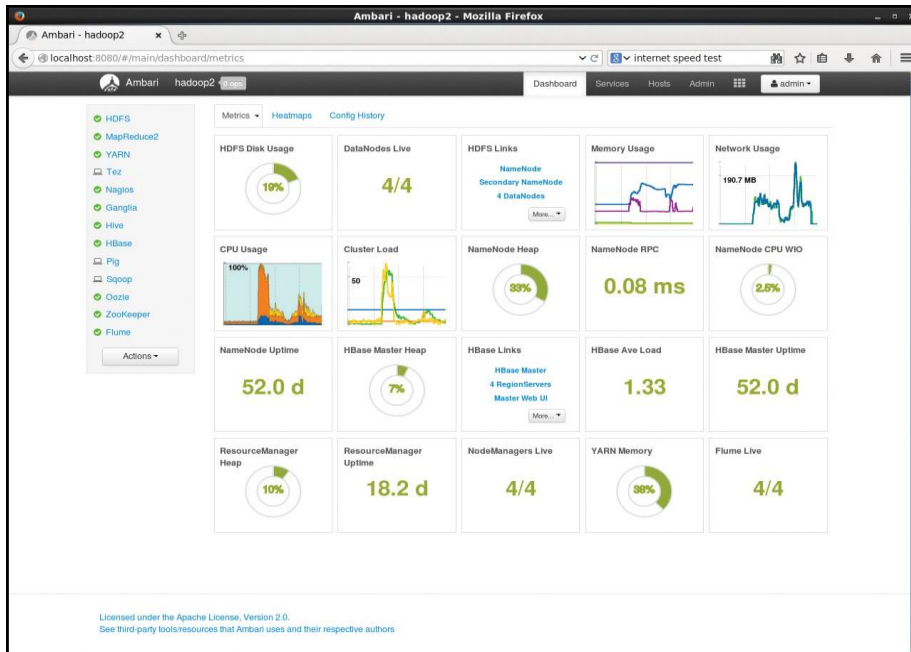 Ambari - hadoop2 - Mozilla Firefox
Ambari - hadoop2
localhost:8080/#/main/dashboard/metrics
internet speed test
Ambari hadoop2 0 ops Dashboard Services Hosts Admin admin
HDFS
MapReduce2
YARN
Tez
Nagios
Ganglia
Hive
HBase
Pig
Sqoop
Oozie
ZooKeeper
Flume
Actions
Metrics Heatmaps Config History
HDFS Disk Usage
19%
DataNodes Live
4/4
HDFS Links
NameNode
Secondary NameNode
4 DataNodes
More...
Memory Usage
Network Usage
190.7 MB
CPU Usage
100%
Cluster Load
50
NameNode Heap
33%
NameNode RPC
0.08 ms
NameNode CPU WIO
2.5%
NameNode Uptime
52.0 d
HBase Master Heap
7%
HBase Links
HBase Master
4 RegionServers
Master Web UI
More...
HBase Ave Load
1.33
HBase Master Uptime
52.0 d
ResourceManager
Heap
10%
ResourceManager
Uptime
18.2 d
NodeManagers Live
4/4
YARN Memory
38%
Flume Live
4/4
Licensed under the Apache License, Version 2.0.
See third-party tools/resources that Ambari uses and their respective authors